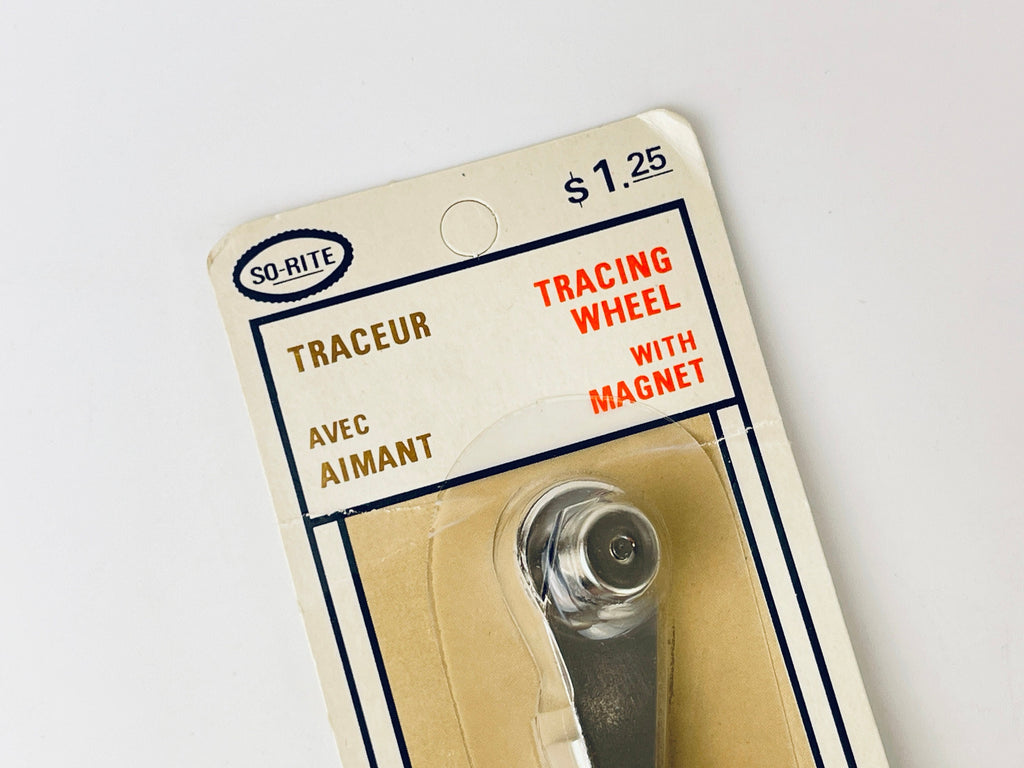 $1.25
SO-RITE
TRACEUR
AVEC
AIMANT
TRACING
WHEEL
WITH
MAGNET